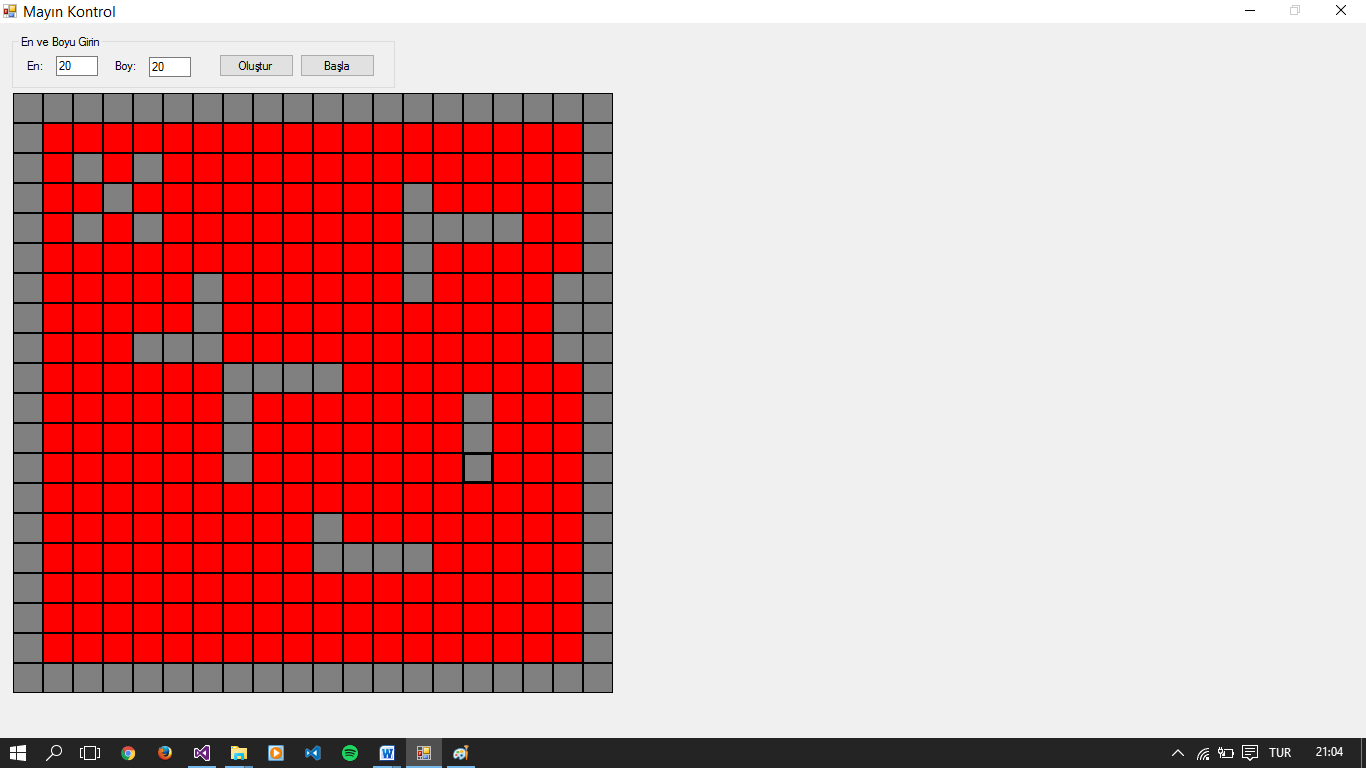 Mayın Kontrol
En ve Boyu Girin
En: 20 Boy: 20 Oluştur Başla
TUR 21:04